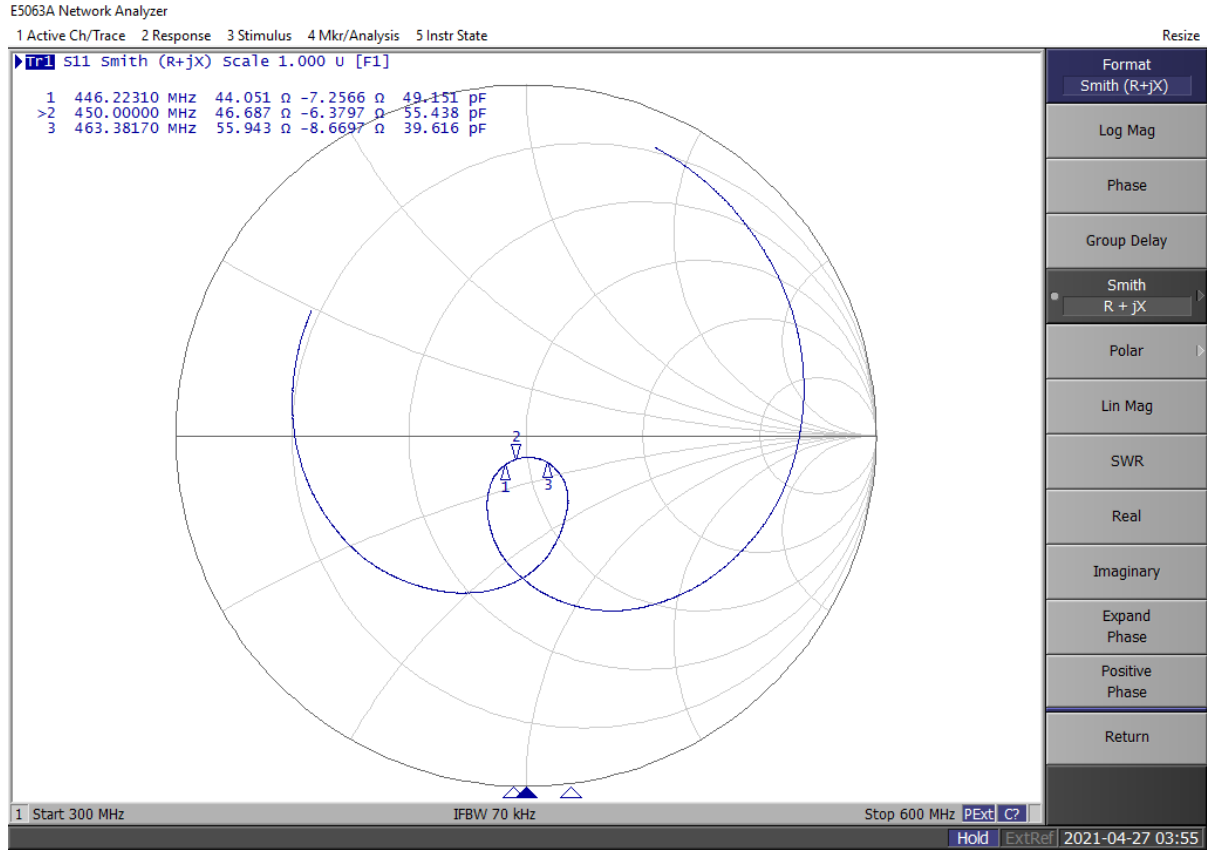 E5063A Network Analyzer
1 Active Ch/Trace 2 Response 3 Stimulus 4 Mkr/Analysis 5 Instr State Resize
Tr1 S11 Smith (R+jX) Scale 1.000 U [F1]
1 446.22310 MHz 44.051 Ω -7.2566 Ω 49.151 pF
>2 450.00000 MHz 46.687 Ω -6.3797 Ω 55.438 pF
3 463.38170 MHz 55.943 Ω -8.6697 Ω 39.616 pF
2
1
3
Format
Smith (R+jX)
Log Mag
Phase
Group Delay
Smith
R + jX
Polar
Lin Mag
SWR
Real
Imaginary
Expand
Phase
Positive
Phase
Return
1 Start 300 MHz IFBW 70 kHz Stop 600 MHz PExt C?
Hold ExtRef 2021-04-27 03:55